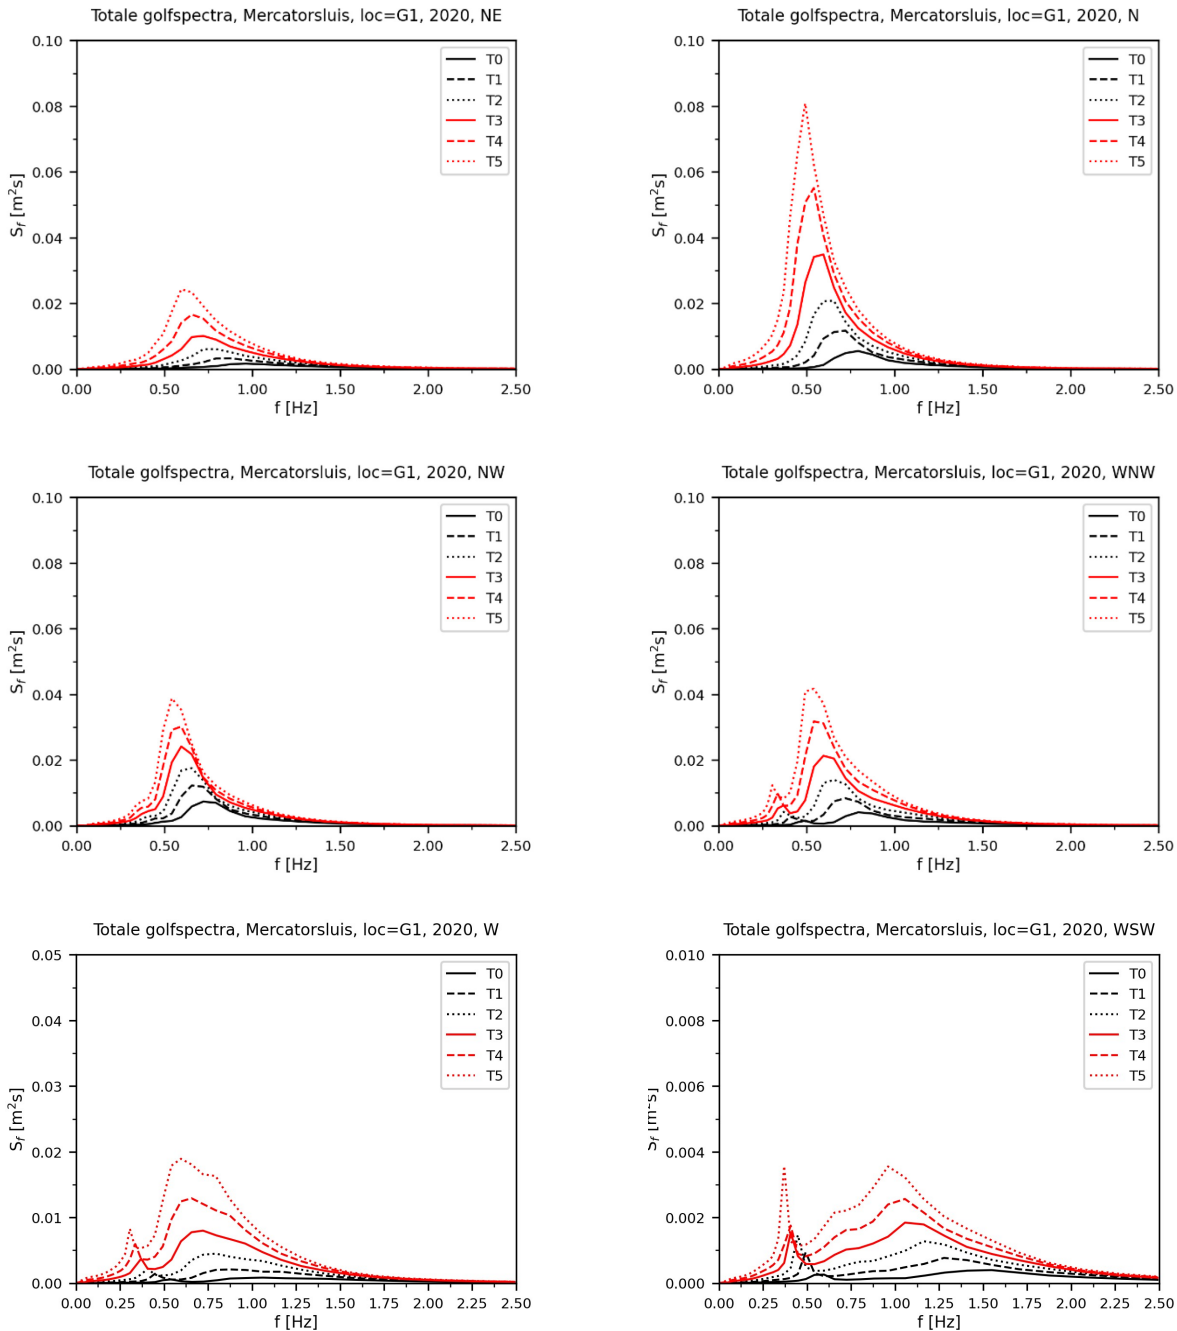 Totale golfspectra, Mercatorsluis, loc=G1, 2020, NE
0.10
0.08
0.06
0.04
0.02
0.00
S_f [m²s]
T0
T1
T2
T3
T4
T5
0.00 0.50 1.00 1.50 2.00 2.50
f [Hz]
Totale golfspectra, Mercatorsluis, loc=G1, 2020, N
0.10
0.08
0.06
0.04
0.02
0.00
S_f [m²s]
T0
T1
T2
T3
T4
T5
0.00 0.50 1.00 1.50 2.00 2.50
f [Hz]
Totale golfspectra, Mercatorsluis, loc=G1, 2020, NW
0.10
0.08
0.06
0.04
0.02
0.00
S_f [m²s]
T0
T1
T2
T3
T4
T5
0.00 0.50 1.00 1.50 2.00 2.50
f [Hz]
Totale golfspectra, Mercatorsluis, loc=G1, 2020, WNW
0.10
0.08
0.06
0.04
0.02
0.00
S_f [m²s]
T0
T1
T2
T3
T4
T5
0.00 0.50 1.00 1.50 2.00 2.50
f [Hz]
Totale golfspectra, Mercatorsluis, loc=G1, 2020, W
0.05
0.04
0.03
0.02
0.01
0.00
S_f [m²s]
T0
T1
T2
T3
T4
T5
0.00 0.25 0.50 0.75 1.00 1.25 1.50 1.75 2.00 2.25 2.50
f [Hz]
Totale golfspectra, Mercatorsluis, loc=G1, 2020, WSW
0.010
0.008
0.006
0.004
0.002
0.000
S_f [m²s]
T0
T1
T2
T3
T4
T5
0.00 0.25 0.50 0.75 1.00 1.25 1.50 1.75 2.00 2.25 2.50
f [Hz]